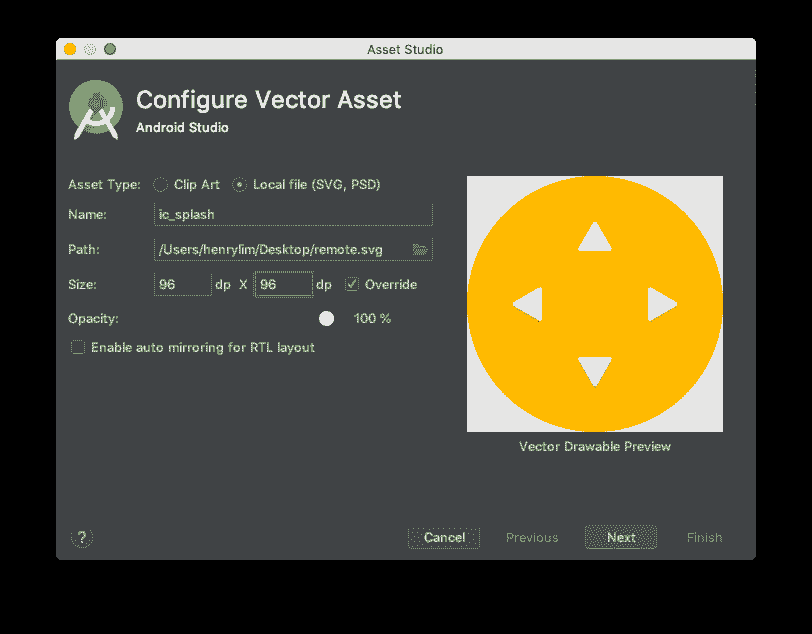 Asset Studio
Configure Vector Asset
Android Studio
Asset Type: Clip Art Local file (SVG, PSD)
Name: ic_splash
Path: /Users/henrylim/Desktop/remote.svg
Size: 96 dp X 96 dp Override
Opacity: 100 %
Enable auto mirroring for RTL layout
Vector Drawable Preview
? Cancel Previous Next Finish